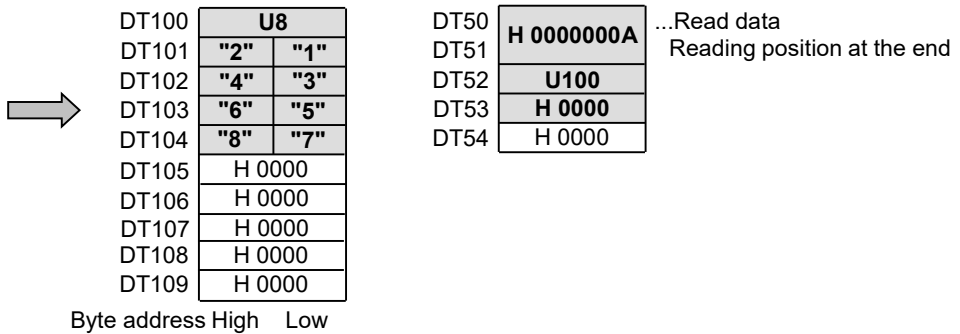 DT100 U8
DT101 "2" "1"
DT102 "4" "3"
DT103 "6" "5"
DT104 "8" "7"
DT105 H 0000
DT106 H 0000
DT107 H 0000
DT108 H 0000
DT109 H 0000
Byte address High Low
DT50 H 0000000A ...Read data
DT51 Reading position at the end
DT52 U100
DT53 H 0000
DT54 H 0000